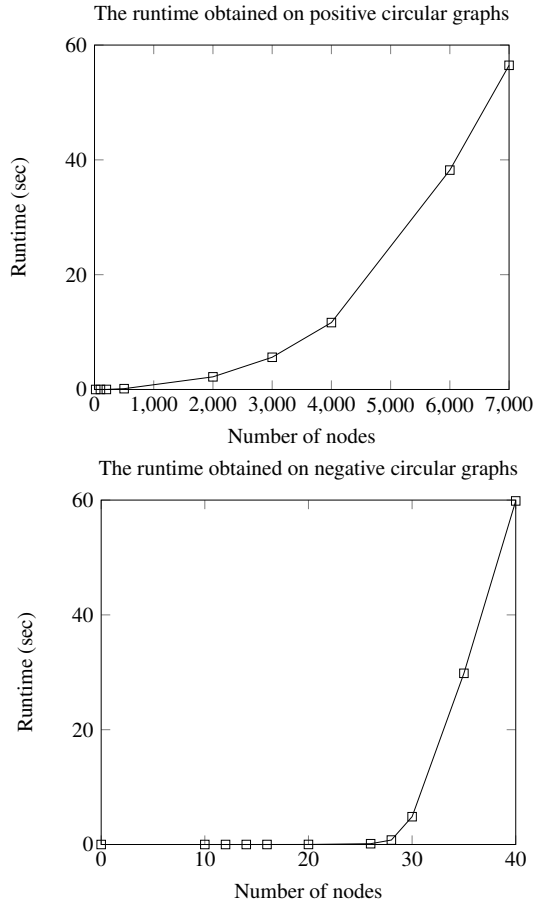 The runtime obtained on positive circular graphs
60
40
20
0
Runtime (sec)
0 1,000 2,000 3,000 4,000 5,000 6,000 7,000
Number of nodes
The runtime obtained on negative circular graphs
60
40
20
0
Runtime (sec)
0 10 20 30 40
Number of nodes